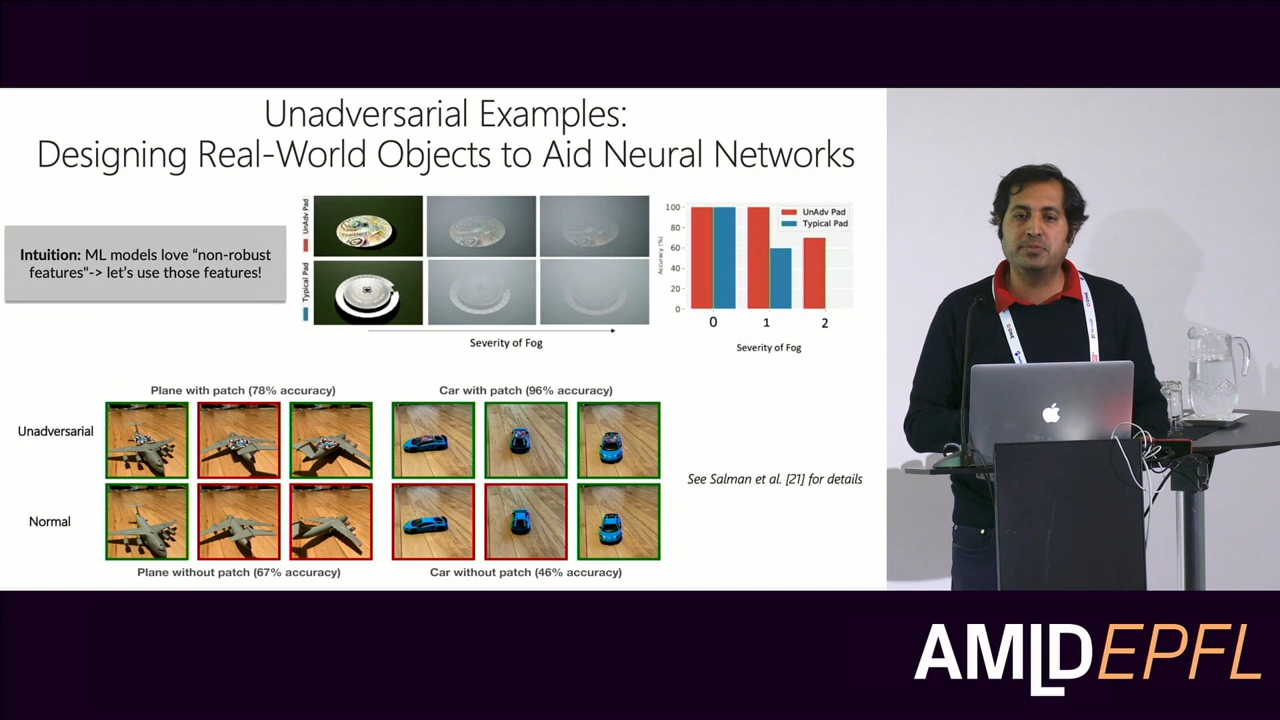 Unadversarial Examples:
Designing Real-World Objects to Aid Neural Networks
Intuition: ML models love “non-robust
features”-> let’s use those features!
UnAdv Pad
Typical Pad
Severity of Fog
100
80
60
40
20
0
Accuracy (%)
UnAdv Pad
Typical Pad
0 1 2
Severity of Fog
Plane with patch (78% accuracy)
Car with patch (96% accuracy)
Unadversarial
Normal
Plane without patch (67% accuracy)
Car without patch (46% accuracy)
See Salman et al. [21] for details
AMLDEPFL